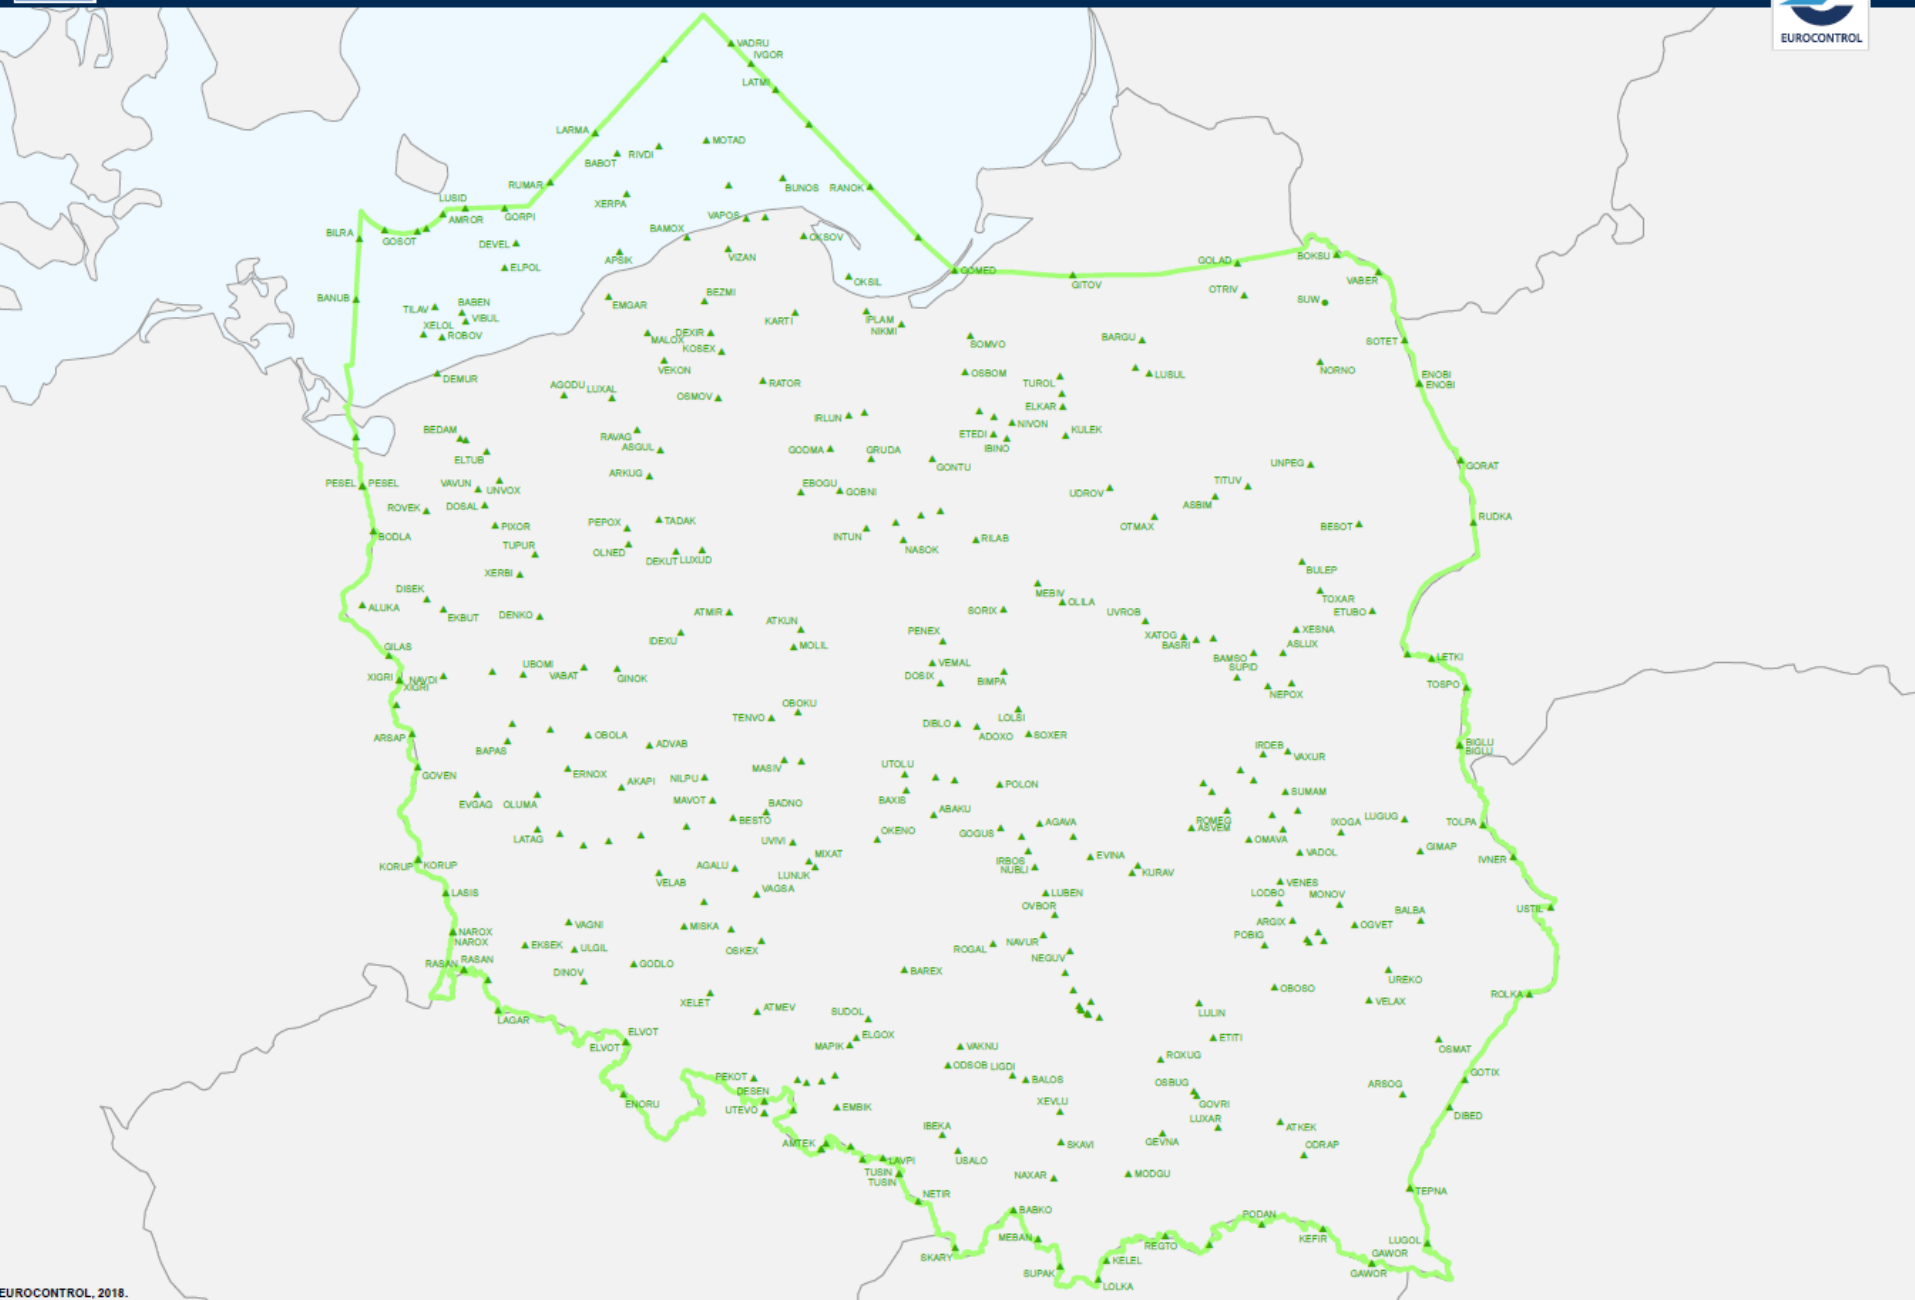 EUROCONTROL
VADRU
IVGOR
LATMI
LARMA
MOTAD
RIVDI
BABOT
RUMAR
BUNOS
RANOK
LUSID
XERPA
AMROR
GORPI
VAPOS
BILRA
GOSOT
BAMOX
OKSOV
DEVEL
VIZAN
APSIK
ELPOL
GOMED
GOLAD
BOKSU
VABER
OKSIL
GITOV
OTRIV
BANUB
BEZMI
SUW
EMGAR
TILAV
BABEN
VIBUL
KARTI
IPLAM
XELOL
NIKMI
ROBOV
MALOX
DEXIR
KOSEX
SOMVO
BARGU
SOTET
VEKON
NORNO
DEMUR
OSBOM
LUSUL
ENOBI
ENOBI
AGODU
LUXAL
RATOR
TUROL
OSMOV
ELKAR
IRLUN
NIVON
BEDAM
RAVAG
ETEDI
KULEK
ASGUL
GODMA
GRUDA
IBINO
ELTUB
GONTU
UNPEG
GORAT
ARKUG
PESEL
PESEL
VAVUN
UNVOX
EBOGU
GOBNI
UDROV
TITUV
ROVEK
DOSAL
ASBIM
RUDKA
PIXOR
PEPOX
TADAK
OTMAX
BESOT
BODLA
INTUN
TUPUR
OLNED
NASOK
RILAB
DEKUT
LUXUD
XERBI
BULEP
DISEK
MEBIV
TOXAR
ALUKA
OLILA
EKBUT
DENKO
ATMIR
SORIX
UVROB
ETUBO
ATKUN
PENEX
XESNA
IDEXU
XATOG
BASRI
ASLUX
GILAS
MOLIL
BAMSO
LETKI
UBOMI
VEMAL
SUPID
XIGRI
NAVDI
VABAT
GINOK
DOSIX
BIMPA
TOSPO
XIGRI
NEPOX
OBOKU
TENVO
LOLSI
DIBLO
ARSAP
OBOLA
ADOXO
SOXER
BAPAS
ADVAB
IRDEB
BIGLU
BIGLU
VAXUR
GOVEN
ERNOX
MASIV
UTOLU
AKAPI
NILPU
POLON
SUMAM
EVGAG
OLUMA
MAVOT
BADNO
BAXIS
BESTO
ABAKU
ROMEG
LUGUG
TOLPA
LATAG
OKENO
GOGUS
AGAVA
ASVEM
IXOGA
UVIVI
OMAVA
GIMAP
MIXAT
EVINA
VADOL
IVNER
KORUP
KORUP
AGALU
LUNUK
IRBOS
NUBLI
KURAV
VELAB
VENES
LASIS
VAGSA
LUBEN
LODBO
MONOV
OVBOR
BALBA
USTIL
VAGNI
MISKA
ARGIX
OGVET
NAROX
NAROX
POBIG
EKSEK
ULGIL
OSKEX
ROGAL
NAVUR
NEGUV
RASAN
RASAN
GODLO
DINOV
BAREX
UREKO
OBOSO
ROLKA
XELET
VELAX
LAGAR
ATMEV
SUDOL
LULIN
ELVOT
ELGOX
ETITI
ELVOT
MAPIK
VAKNU
OSMAT
ROXUG
ODSOB
LIGDI
GOTIX
PEKOT
BALOS
OSBUG
ARSOG
DESEN
ENORU
UTEVO
EMBIK
XEVLU
GOVRI
DIBED
LUXAR
IBEKA
ATKEK
AMTEK
SKAVI
GEVNA
ODRAP
USALO
LAVPI
TUSIN
TUSIN
NAXAR
MODGU
NETIR
TEPNA
BABKO
PODAN
MEBAN
REGTO
KEFIR
LUGOL
SKARY
GAWOR
KELEL
SUPAK
GAWOR
LOLKA
EUROCONTROL, 2018.